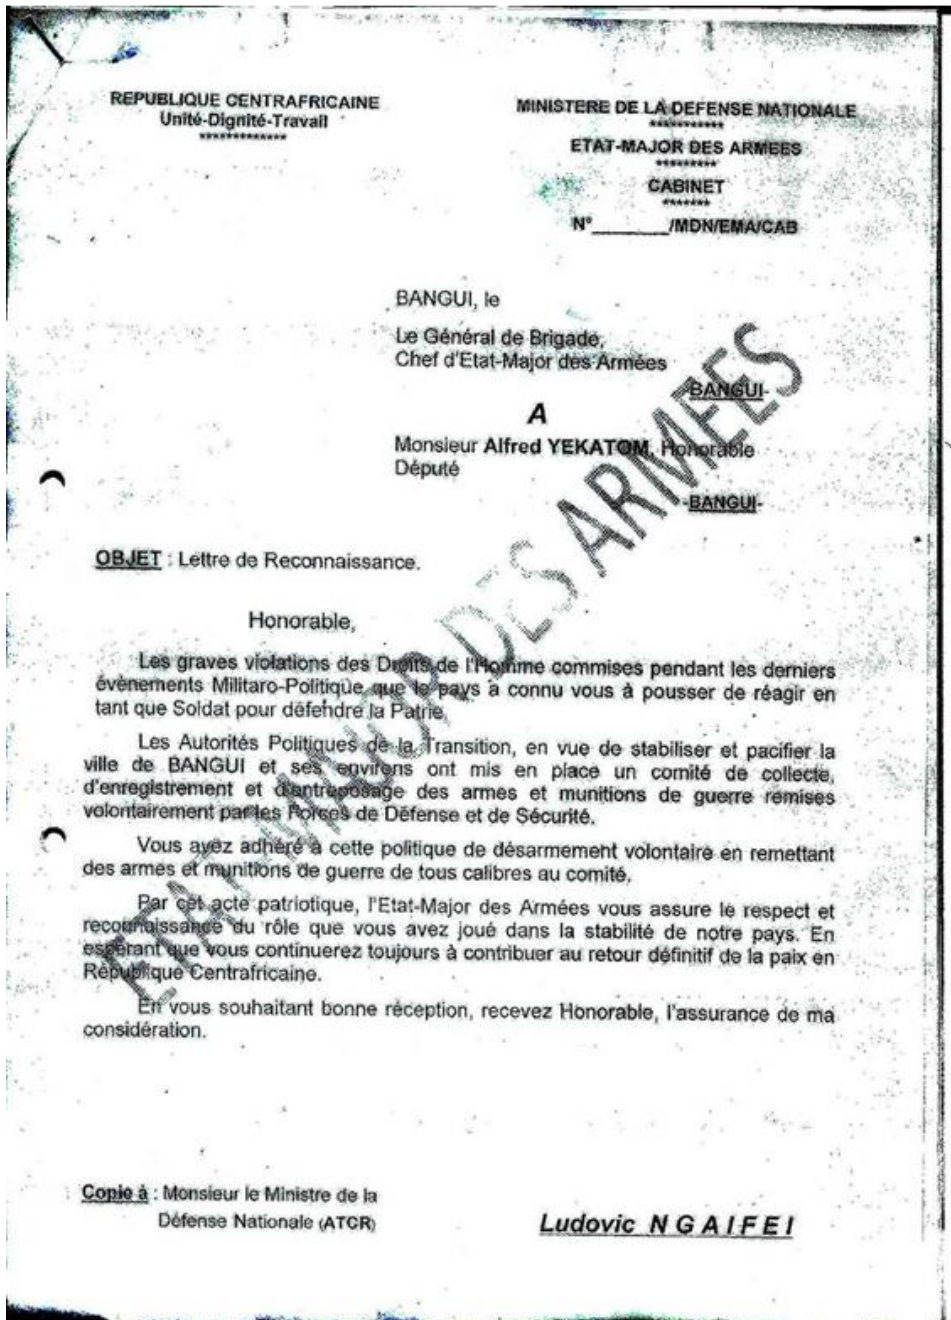 REPUBLIQUE CENTRAFRICAINE
Unité-Dignité-Travail
*************
MINISTERE DE LA DEFENSE NATIONALE
***********
ETAT-MAJOR DES ARMEES
*********
CABINET
*******
N°________/MDN/EMA/CAB
BANGUI, le
Le Général de Brigade,
Chef d'Etat-Major des Armées
-BANGUI-
A
Monsieur Alfred YEKATOM, Honorable
Député
-BANGUI-
OBJET : Lettre de Reconnaissance.
Honorable,
Les graves violations des Droits de l'Homme commises pendant les derniers
évènements Militaro-Politique que le pays a connu vous à pousser de réagir en
tant que Soldat pour défendre la Patrie.
Les Autorités Politiques de la Transition, en vue de stabiliser et pacifier la
ville de BANGUI et ses environs ont mis en place un comité de collecte,
d'enregistrement et d'entreposage des armes et munitions de guerre remises
volontairement par les Forces de Défense et de Sécurité.
Vous avez adhéré à cette politique de désarmement volontaire en remettant
des armes et munitions de guerre de tous calibres au comité.
Par cet acte patriotique, l'Etat-Major des Armées vous assure le respect et
reconnaissance du rôle que vous avez joué dans la stabilité de notre pays. En
espérant que vous continuerez toujours à contribuer au retour définitif de la paix en
République Centrafricaine.
En vous souhaitant bonne réception, recevez Honorable, l'assurance de ma
considération.
Copie à : Monsieur le Ministre de la
Défense Nationale (ATCR)
Ludovic NGAIFEI
ETAT-MAJOR DES ARMEES